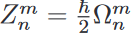 $Z_n^m = \frac{\hbar}{2} \Omega_n^m$